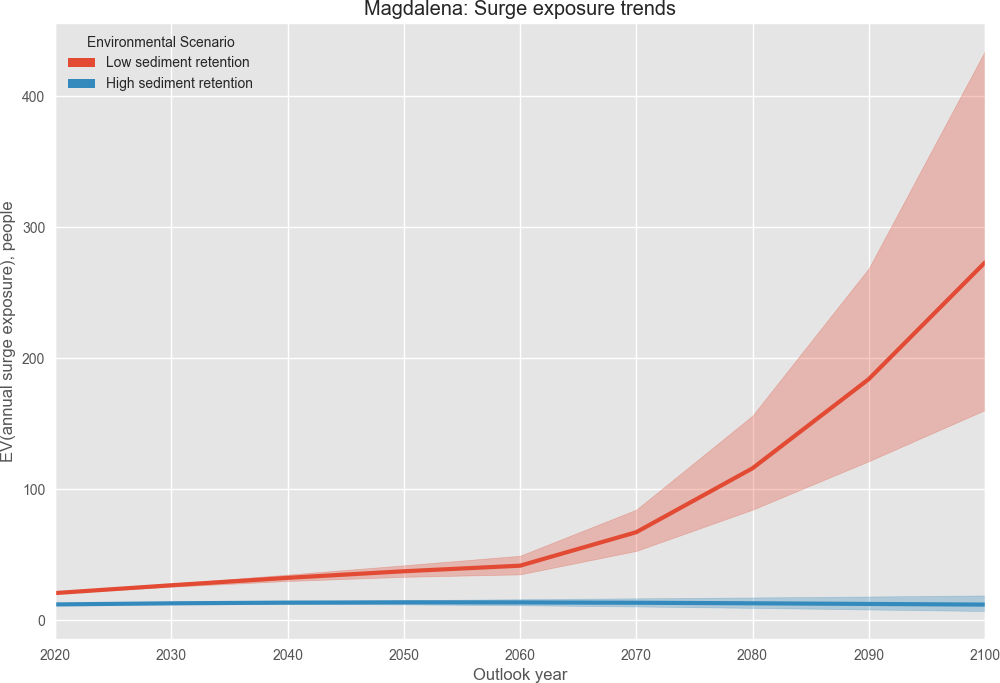 Magdalena: Surge exposure trends
Environmental Scenario
Low sediment retention
High sediment retention
EV(annual surge exposure), people
400
300
200
100
0
2020 2030 2040 2050 2060 2070 2080 2090 2100
Outlook year